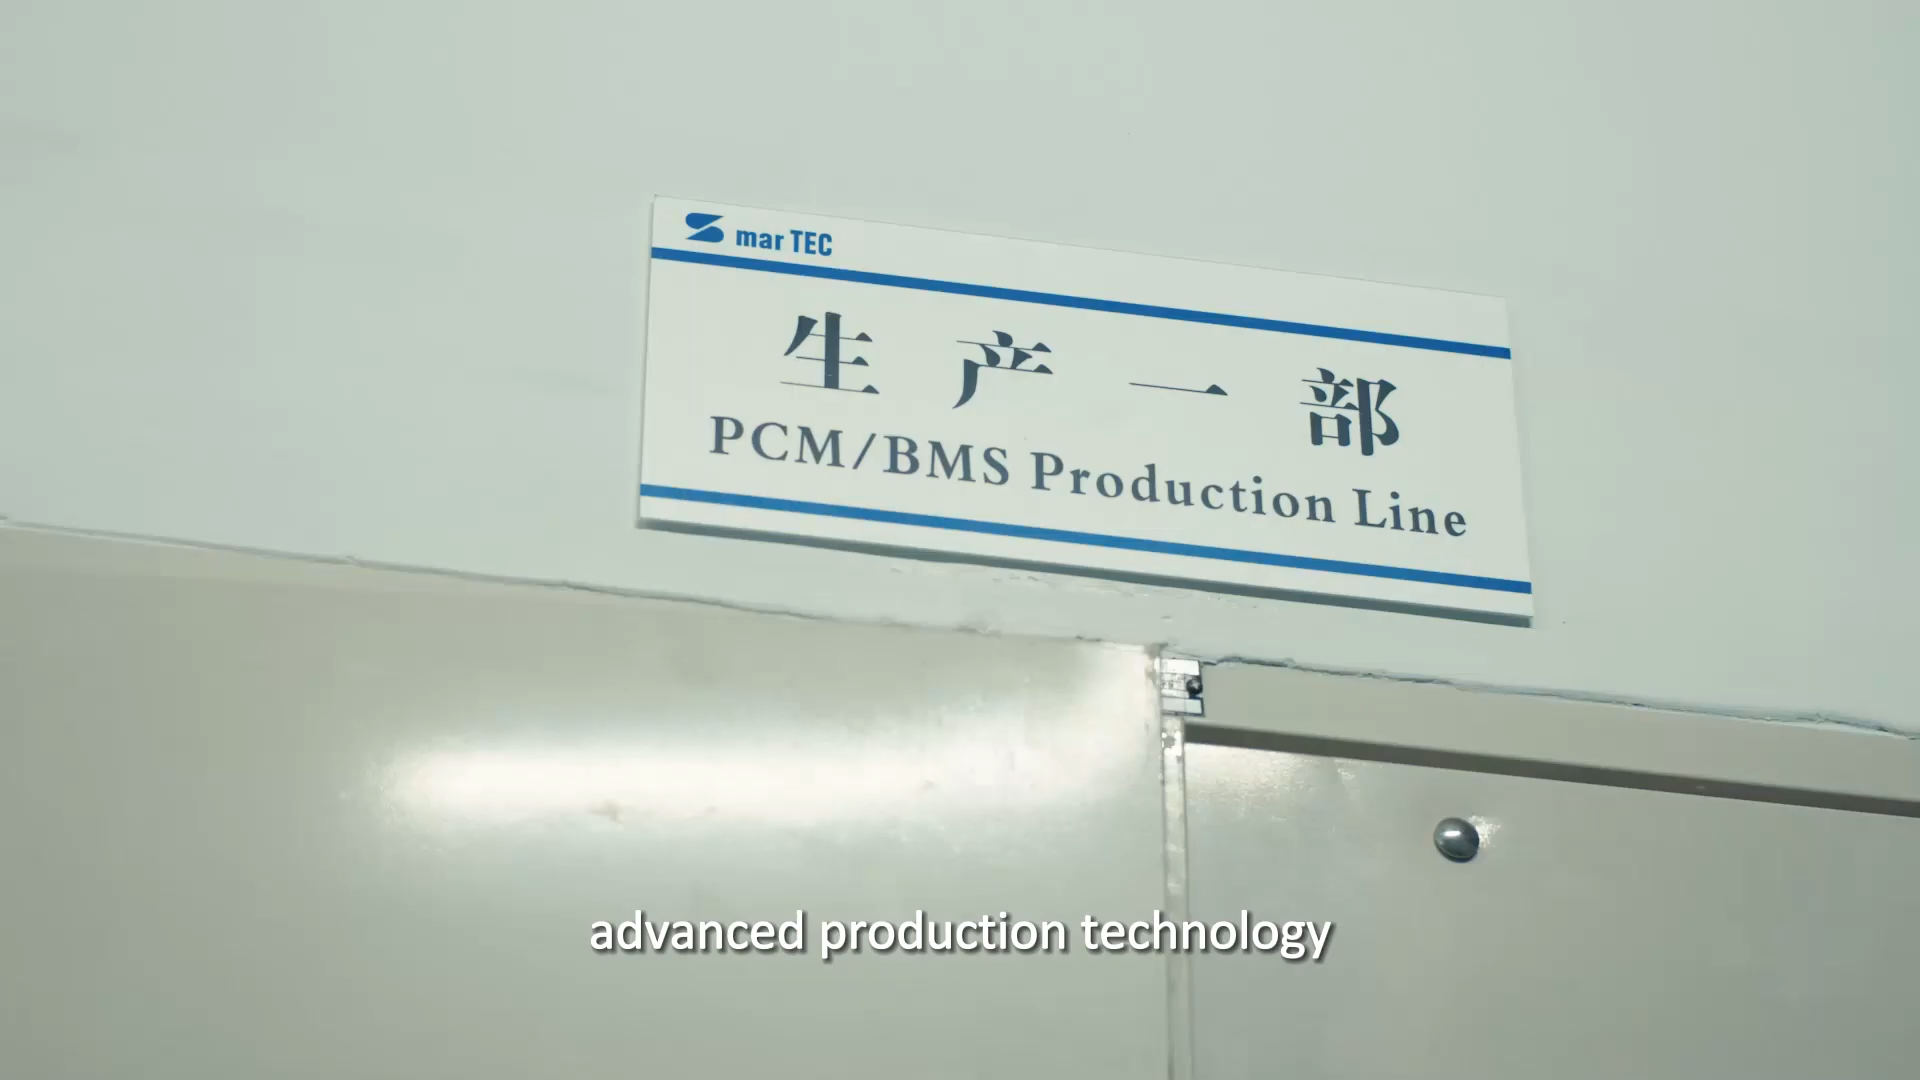 mar TEC
生产一部
PCM/BMS Production Line
advanced production technology